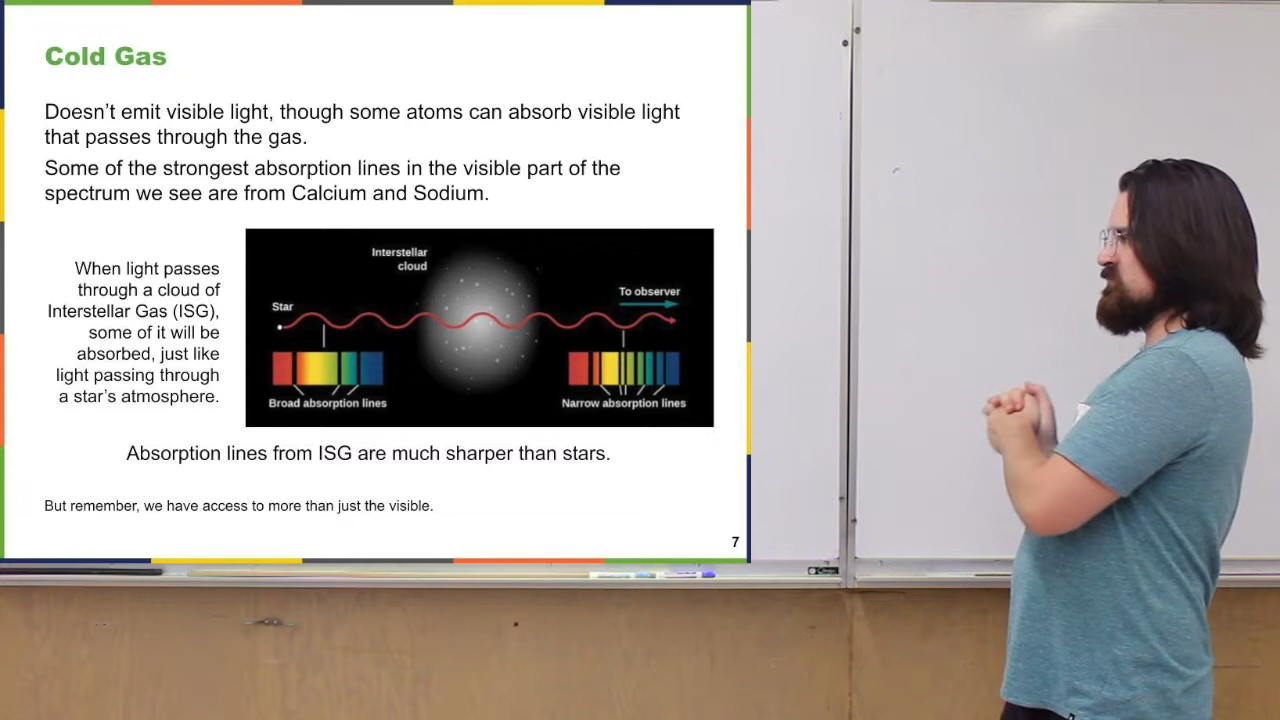 Cold Gas
Doesn’t emit visible light, though some atoms can absorb visible light
that passes through the gas.
Some of the strongest absorption lines in the visible part of the
spectrum we see are from Calcium and Sodium.
When light passes
through a cloud of
Interstellar Gas (ISG),
some of it will be
absorbed, just like
light passing through
a star’s atmosphere.
Interstellar
cloud
Star
To observer
Broad absorption lines
Narrow absorption lines
Absorption lines from ISG are much sharper than stars.
But remember, we have access to more than just the visible.
7